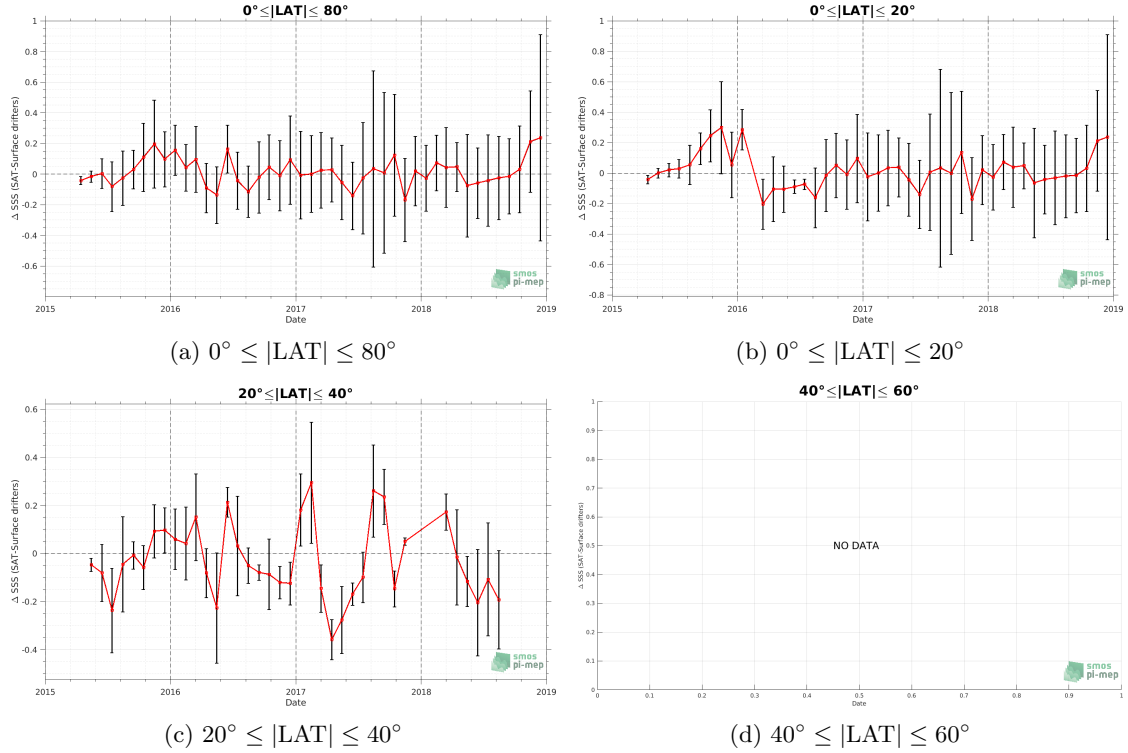 0°≤|LAT|≤ 80°
Δ SSS (SAT-Surface drifters)
1
0.8
0.6
0.4
0.2
0
-0.2
-0.4
-0.6
2015
2016
2017
2018
2019
Date
smos
pi-mep
(a) 0° ≤ |LAT| ≤ 80°
0°≤|LAT|≤ 20°
Δ SSS (SAT-Surface drifters)
1
0.8
0.6
0.4
0.2
0
-0.2
-0.4
-0.6
-0.8
2015
2016
2017
2018
2019
Date
smos
pi-mep
(b) 0° ≤ |LAT| ≤ 20°
20°≤|LAT|≤ 40°
Δ SSS (SAT-Surface drifters)
0.6
0.4
0.2
0
-0.2
-0.4
2015
2016
2017
2018
2019
Date
smos
pi-mep
(c) 20° ≤ |LAT| ≤ 40°
40°≤|LAT|≤ 60°
Δ SSS (SAT-Surface drifters)
1
0.9
0.8
0.7
0.6
0.5
0.4
0.3
0.2
0.1
0
NO DATA
0
0.1
0.2
0.3
0.4
0.5
0.6
0.7
0.8
0.9
1
Date
smos
pi-mep
(d) 40° ≤ |LAT| ≤ 60°